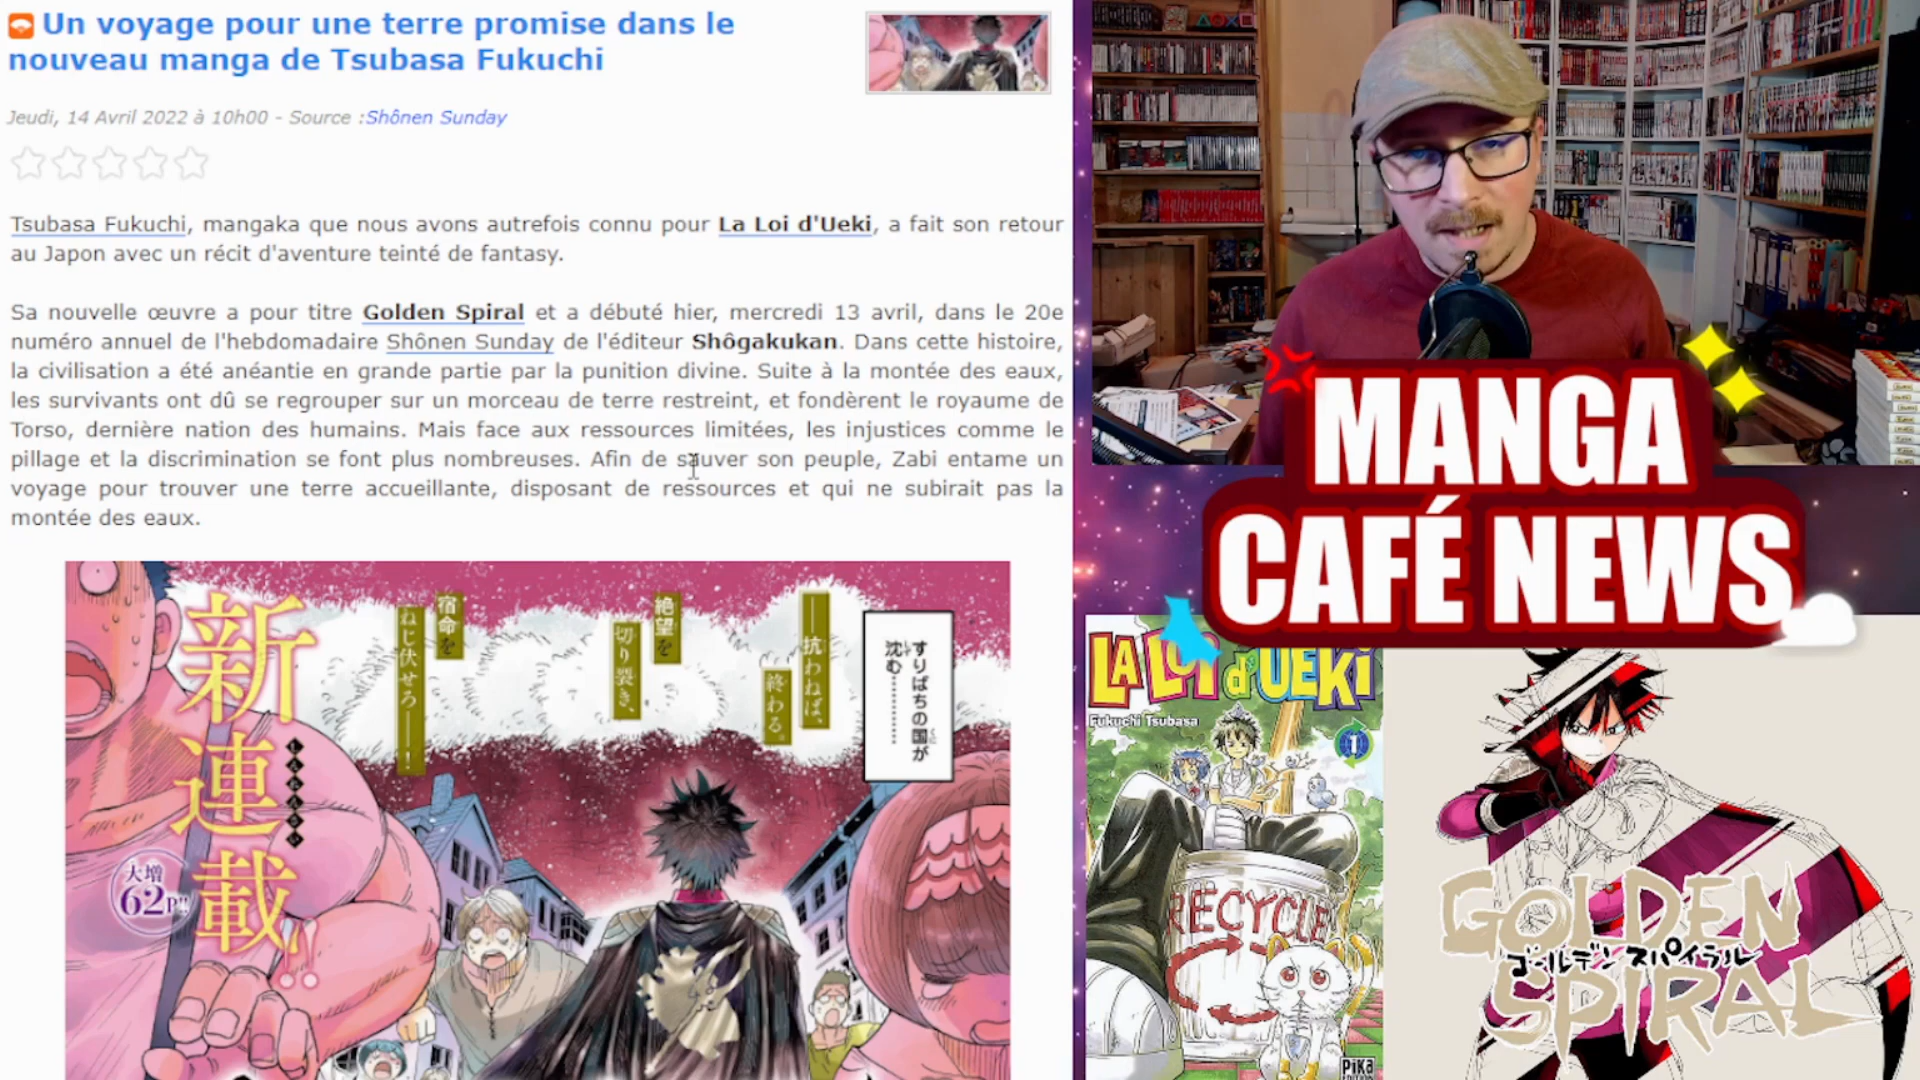 Un voyage pour une terre promise dans le
nouveau manga de Tsubasa Fukuchi
Jeudi, 14 Avril 2022 à 10h00 - Source :Shônen Sunday
Tsubasa Fukuchi, mangaka que nous avons autrefois connu pour La Loi d'Ueki, a fait son retour
au Japon avec un récit d'aventure teinté de fantasy.
Sa nouvelle œuvre a pour titre Golden Spiral et a débuté hier, mercredi 13 avril, dans le 20e
numéro annuel de l'hebdomadaire Shônen Sunday de l'éditeur Shôgakukan. Dans cette histoire,
la civilisation a été anéantie en grande partie par la punition divine. Suite à la montée des eaux,
les survivants ont dû se regrouper sur un morceau de terre restreint, et fondèrent le royaume de
Torso, dernière nation des humains. Mais face aux ressources limitées, les injustices comme le
pillage et la discrimination se font plus nombreuses. Afin de sauver son peuple, Zabi entame un
voyage pour trouver une terre accueillante, disposant de ressources et qui ne subirait pas la
montée des eaux.
すりばちの国が
沈む…………
──抗わねば、
終わる。
絶望を
切り裂き、
宿命を
ねじ伏せろ──!
新連載!!
しんれんさい
大増
62P!!
MANGA
CAFÉ NEWS
LA LOI d'UEKI
Fukuchi Tsubasa
1
RECYCLE
PIKA
EDITION
GOLDEN
ゴールデンスパイラル
SPIRAL